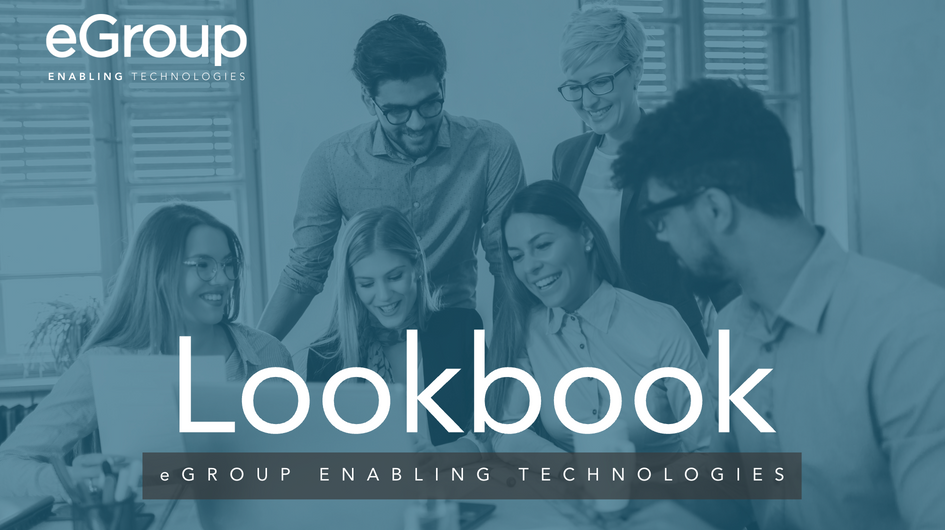 eGroup
ENABLING TECHNOLOGIES
Lookbook
eGROUP ENABLING TECHNOLOGIES